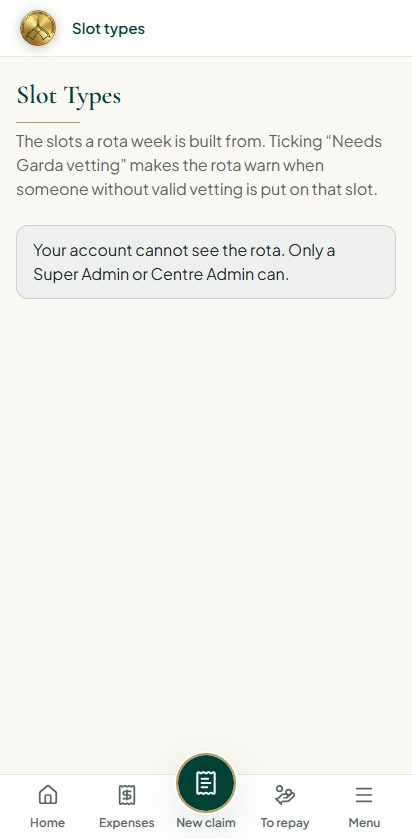 Slot types
Slot Types
The slots a rota week is built from. Ticking “Needs
Garda vetting” makes the rota warn when
someone without valid vetting is put on that slot.
Your account cannot see the rota. Only a
Super Admin or Centre Admin can.
Home
Expenses
New claim
To repay
Menu